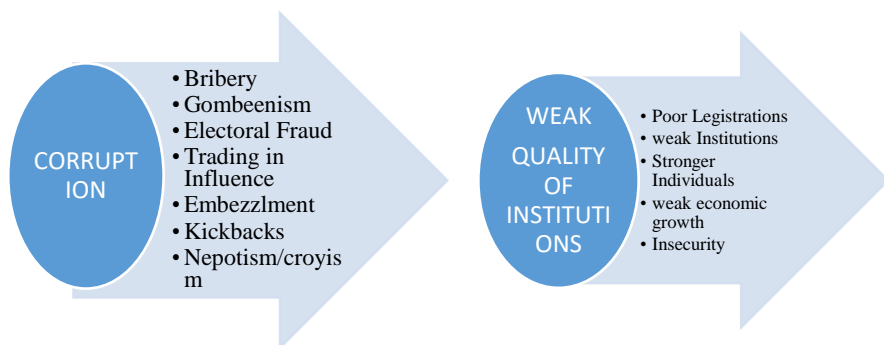 CORRUPT
ION
• Bribery
• Gombeenism
• Electoral Fraud
• Trading in
Influence
• Embezzlment
• Kickbacks
• Nepotism/croyis
m
WEAK
QUALITY
OF
INSTITUTI
ONS
• Poor Legistrations
• weak Institutions
• Stronger
Individuals
• weak economic
growth
• Insecurity